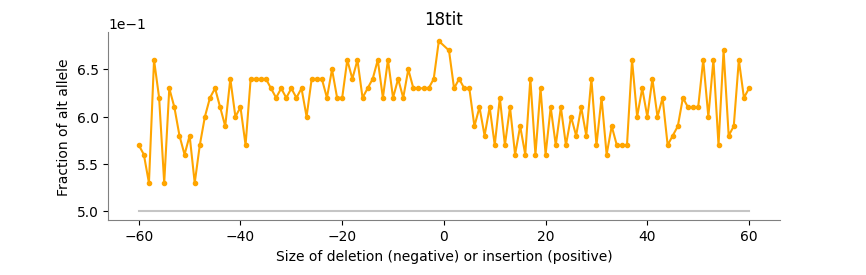 18tit
1e−1
Fraction of alt allele
6.5
6.0
5.5
5.0
−60 −40 −20 0 20 40 60
Size of deletion (negative) or insertion (positive)